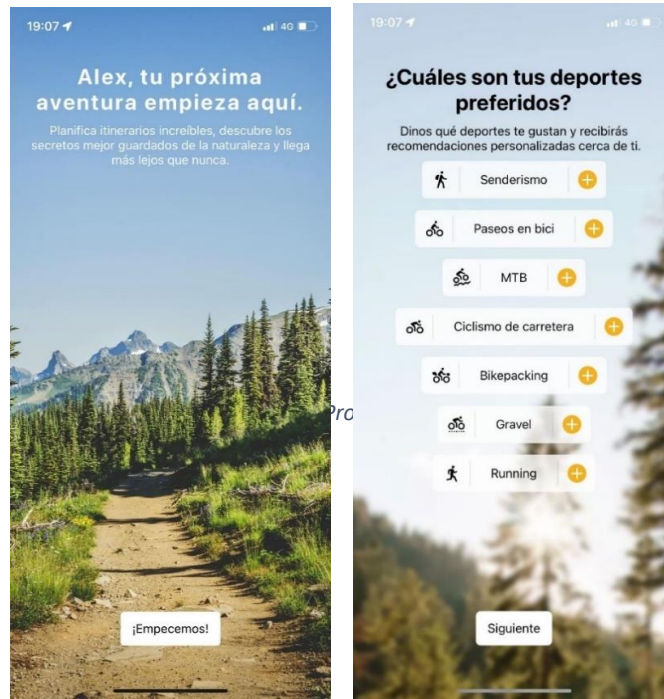 19:07
4G
Alex, tu próxima
aventura empieza aquí.
Planifica itinerarios increíbles, descubre los
secretos mejor guardados de la naturaleza y llega
más lejos que nunca.
¡Empecemos!
Pro
19:07
4G
¿Cuáles son tus deportes
preferidos?
Dinos qué deportes te gustan y recibirás
recomendaciones personalizadas cerca de ti.
Senderismo
Paseos en bici
MTB
Ciclismo de carretera
Bikepacking
Gravel
Running
Siguiente